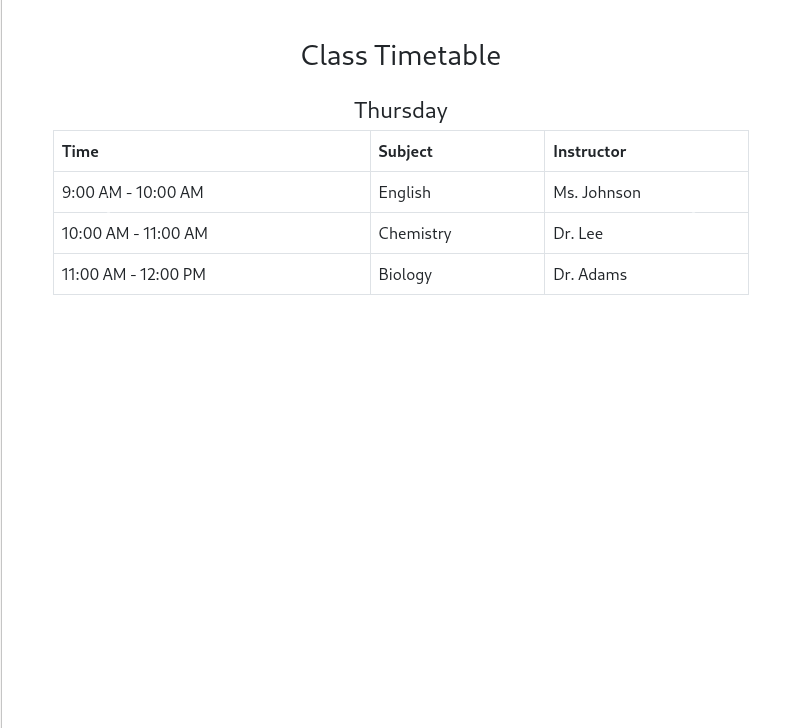 Class Timetable
Thursday
Time Subject Instructor
9:00 AM - 10:00 AM English Ms. Johnson
10:00 AM - 11:00 AM Chemistry Dr. Lee
11:00 AM - 12:00 PM Biology Dr. Adams